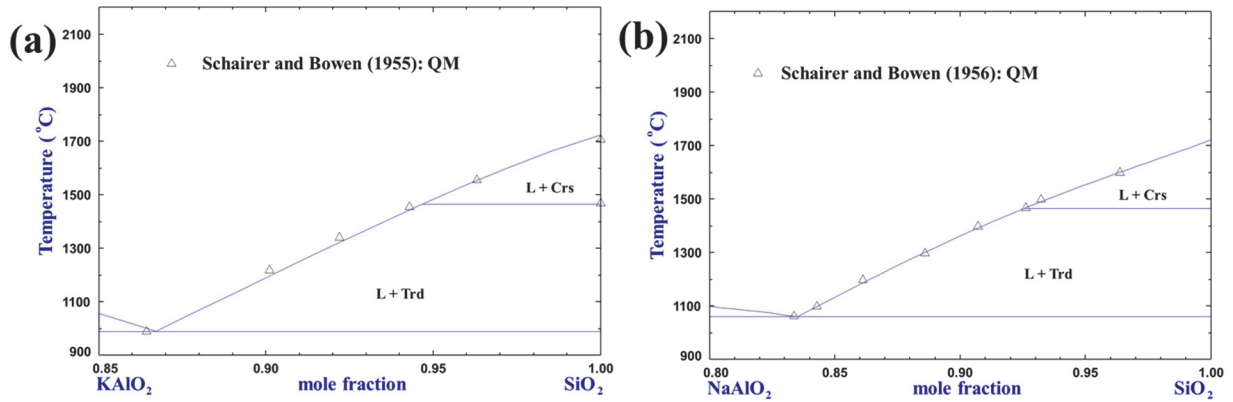 (a)
2100
1900
1700
1500
1300
1100
900
Temperature (°C)
Schairer and Bowen (1955): QM
L + Crs
L + Trd
0.85 0.90 0.95 1.00
KAlO₂ mole fraction SiO₂
(b)
2100
1900
1700
1500
1300
1100
900
Temperature (°C)
Schairer and Bowen (1956): QM
L + Crs
L + Trd
0.80 0.85 0.90 0.95 1.00
NaAlO₂ mole fraction SiO₂